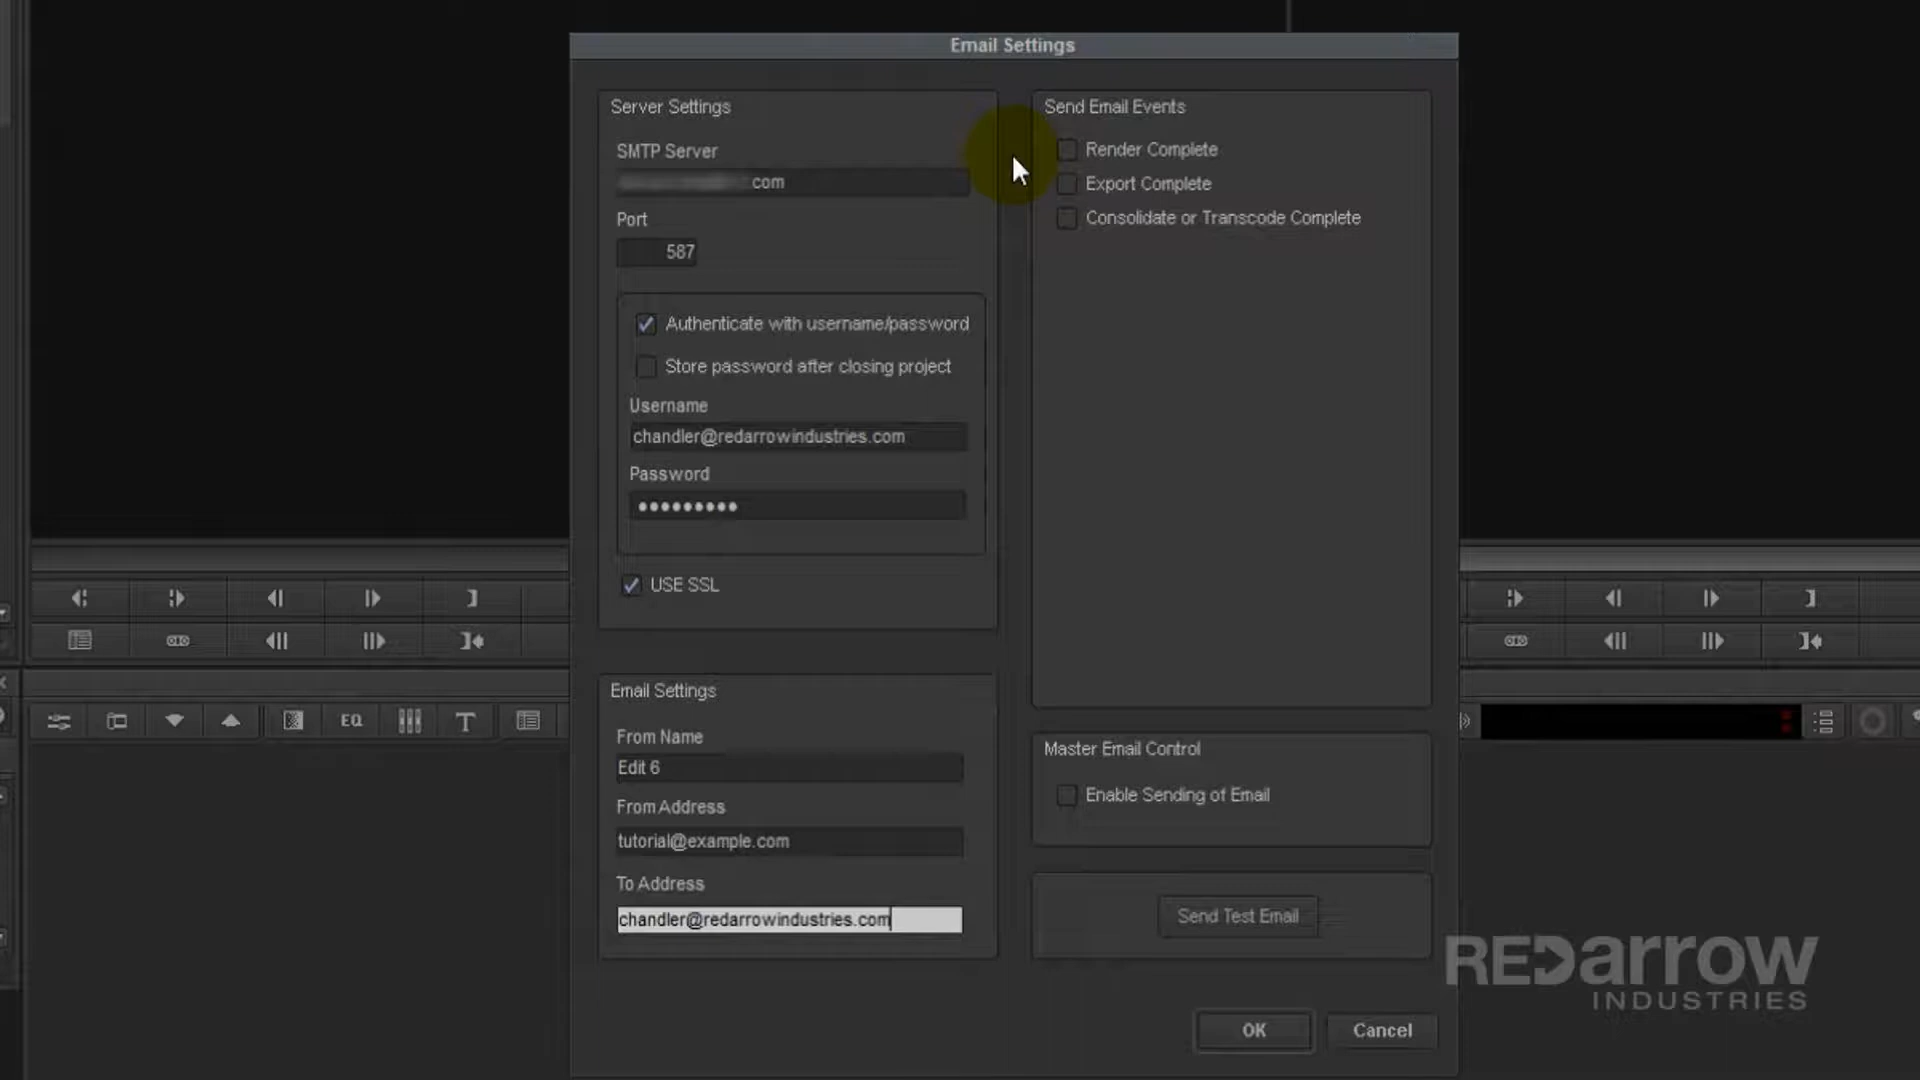 Email Settings
Server Settings
SMTP Server
.com
Port
587
Authenticate with username/password
Store password after closing project
Username
chandler@redarrowindustries.com
Password
USE SSL
Email Settings
From Name
Edit 6
From Address
tutorial@example.com
To Address
chandler@redarrowindustries.com
Send Email Events
Render Complete
Export Complete
Consolidate or Transcode Complete
Master Email Control
Enable Sending of Email
Send Test Email
OK
Cancel
EQ
T
REDarrow
INDUSTRIES